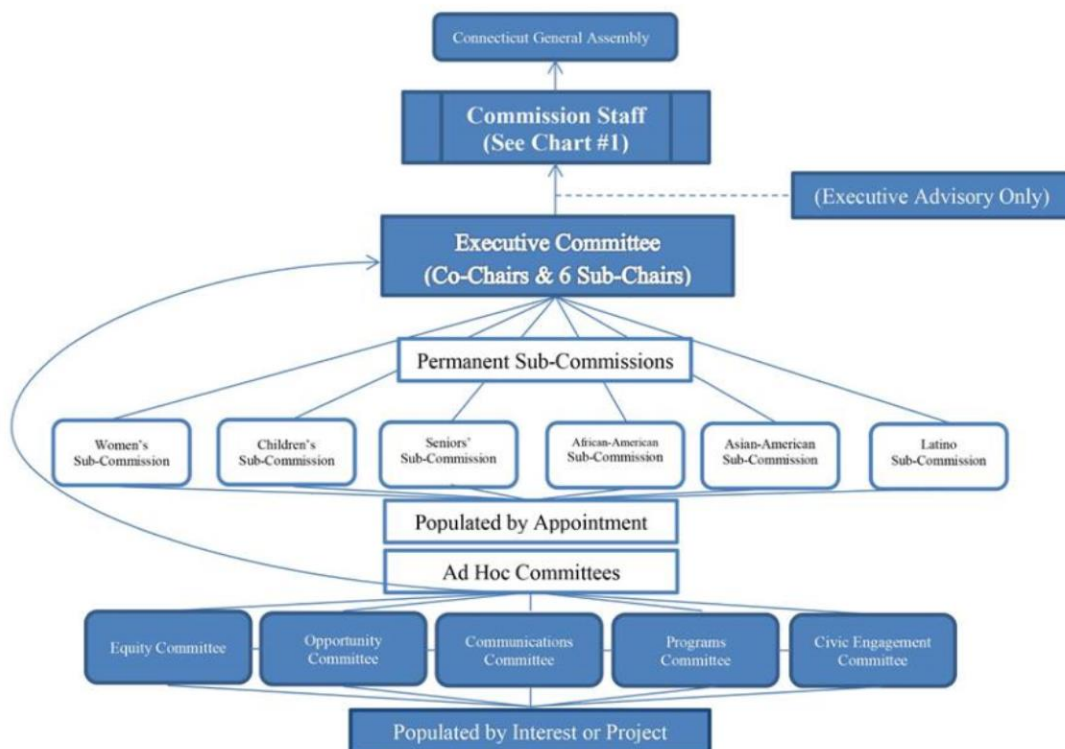 Connecticut General Assembly
Commission Staff
(See Chart #1)
(Executive Advisory Only)
Executive Committee
(Co-Chairs & 6 Sub-Chairs)
Permanent Sub-Commissions
Women's
Sub-Commission
Children's
Sub-Commission
Seniors'
Sub-Commission
African-American
Sub-Commission
Asian-American
Sub-Commission
Latino
Sub-Commission
Populated by Appointment
Ad Hoc Committees
Equity Committee
Opportunity
Committee
Communications
Committee
Programs
Committee
Civic Engagement
Committee
Populated by Interest or Project